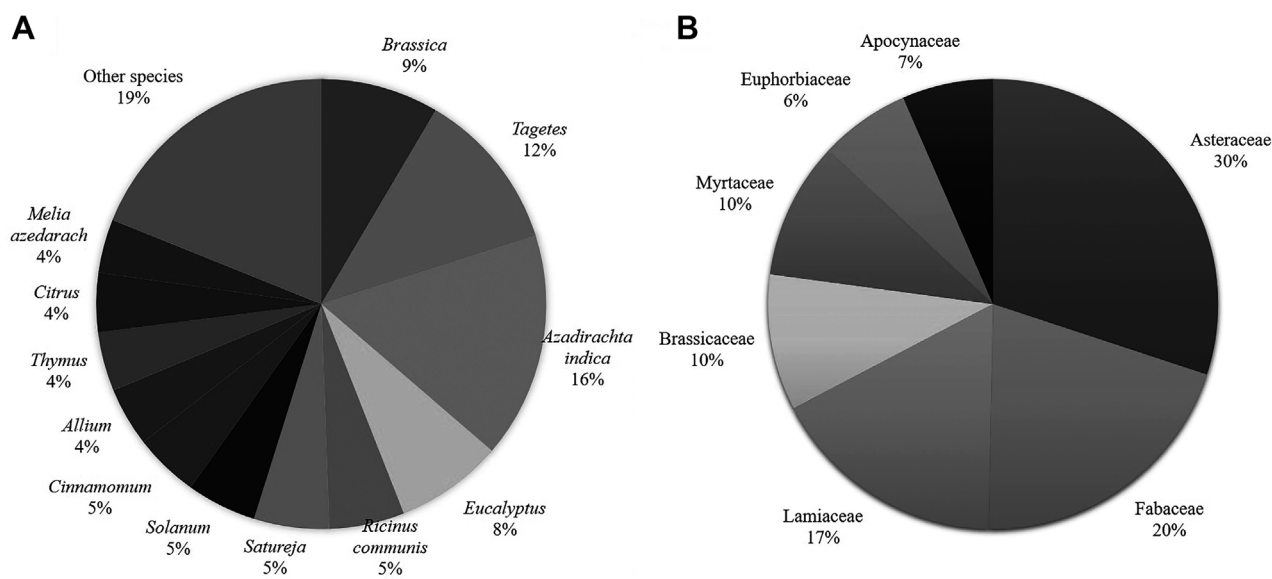 A
Brassica
9%
Tagetes
12%
Azadirachta
indica
16%
Eucalyptus
8%
Ricinus
communis
5%
Satureja
5%
Solanum
5%
Cinnamomum
5%
Allium
4%
Thymus
4%
Citrus
4%
Melia
azedarach
4%
Other species
19%
B
Apocynaceae
7%
Asteraceae
30%
Fabaceae
20%
Lamiaceae
17%
Brassicaceae
10%
Myrtaceae
10%
Euphorbiaceae
6%